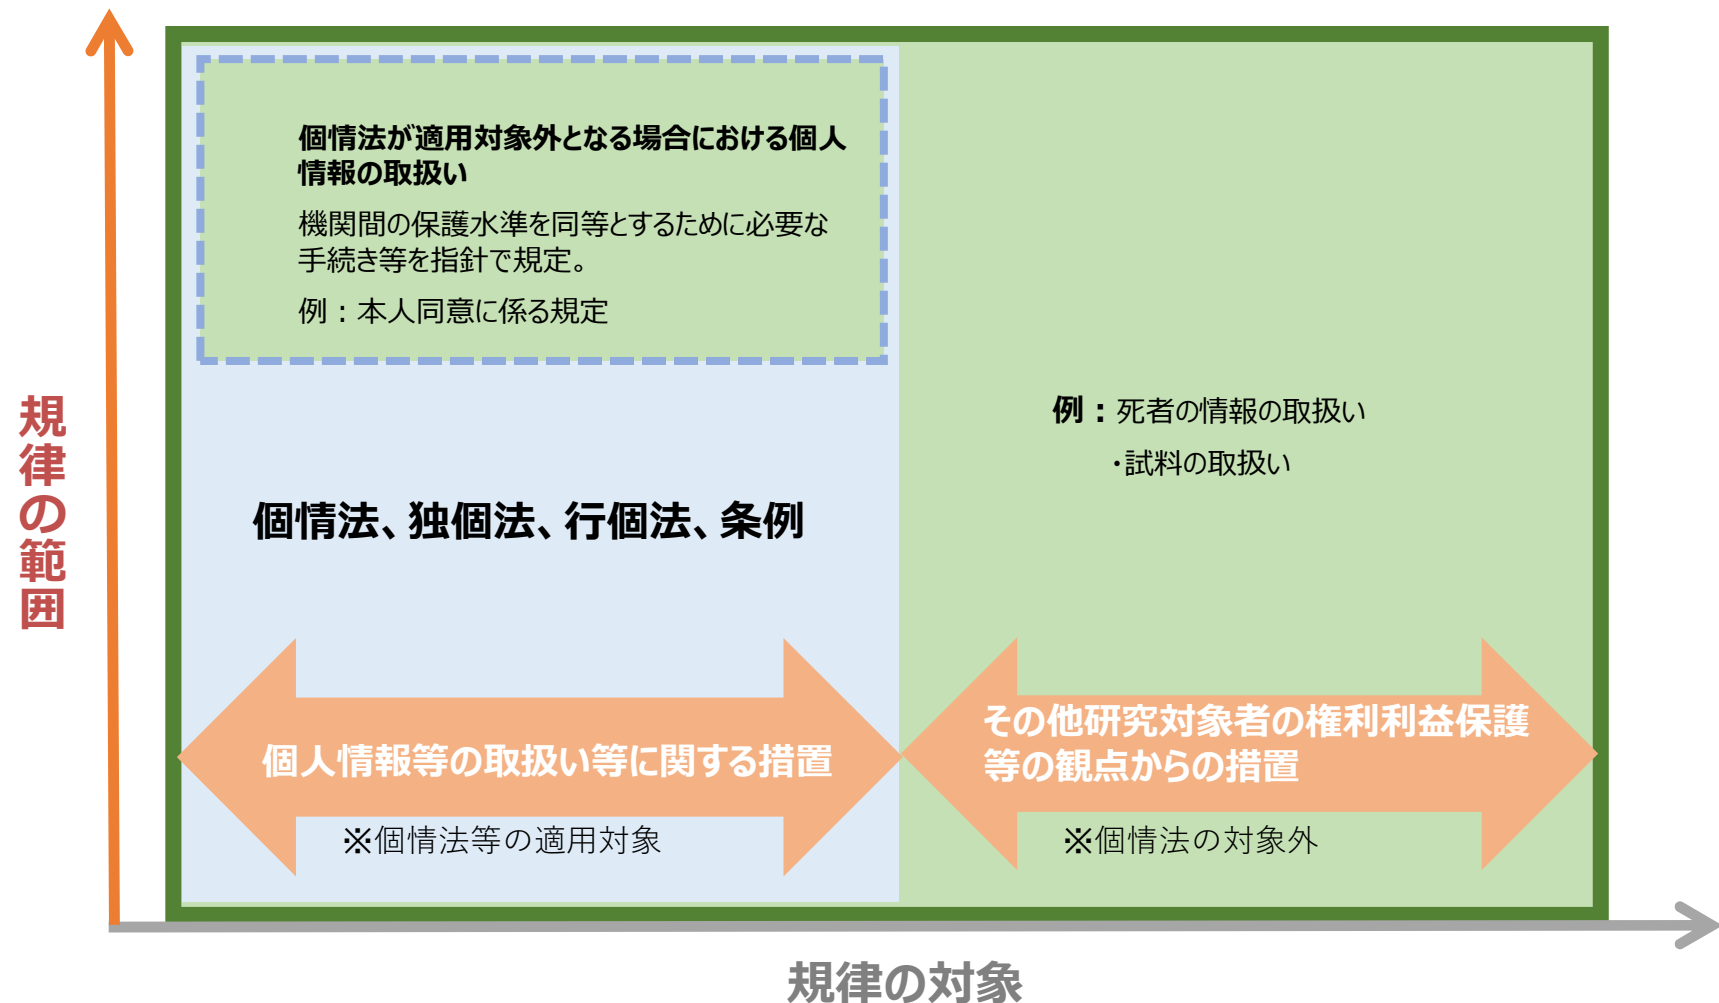 個情法が適用対象外となる場合における個人
情報の取扱い
機関間の保護水準を同等とするために必要な
手続き等を指針で規定。
例：本人同意に係る規定
規律の範囲
例：死者の情報の取扱い
・試料の取扱い
個情法、独個法、行個法、条例
個人情報等の取扱い等に関する措置
その他研究対象者の権利利益保護
等の観点からの措置
※個情法等の適用対象
※個情法の対象外
規律の対象